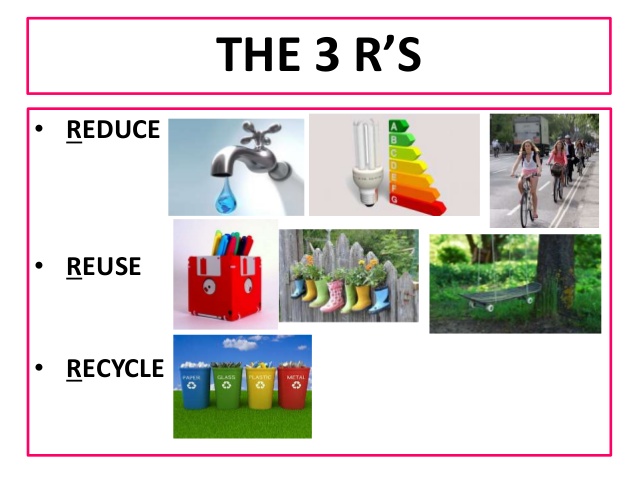 THE 3 R'S
• REDUCE
A
B
C
D
E
F
G
• REUSE
• RECYCLE
PAPER
GLASS
PLASTIC
METAL